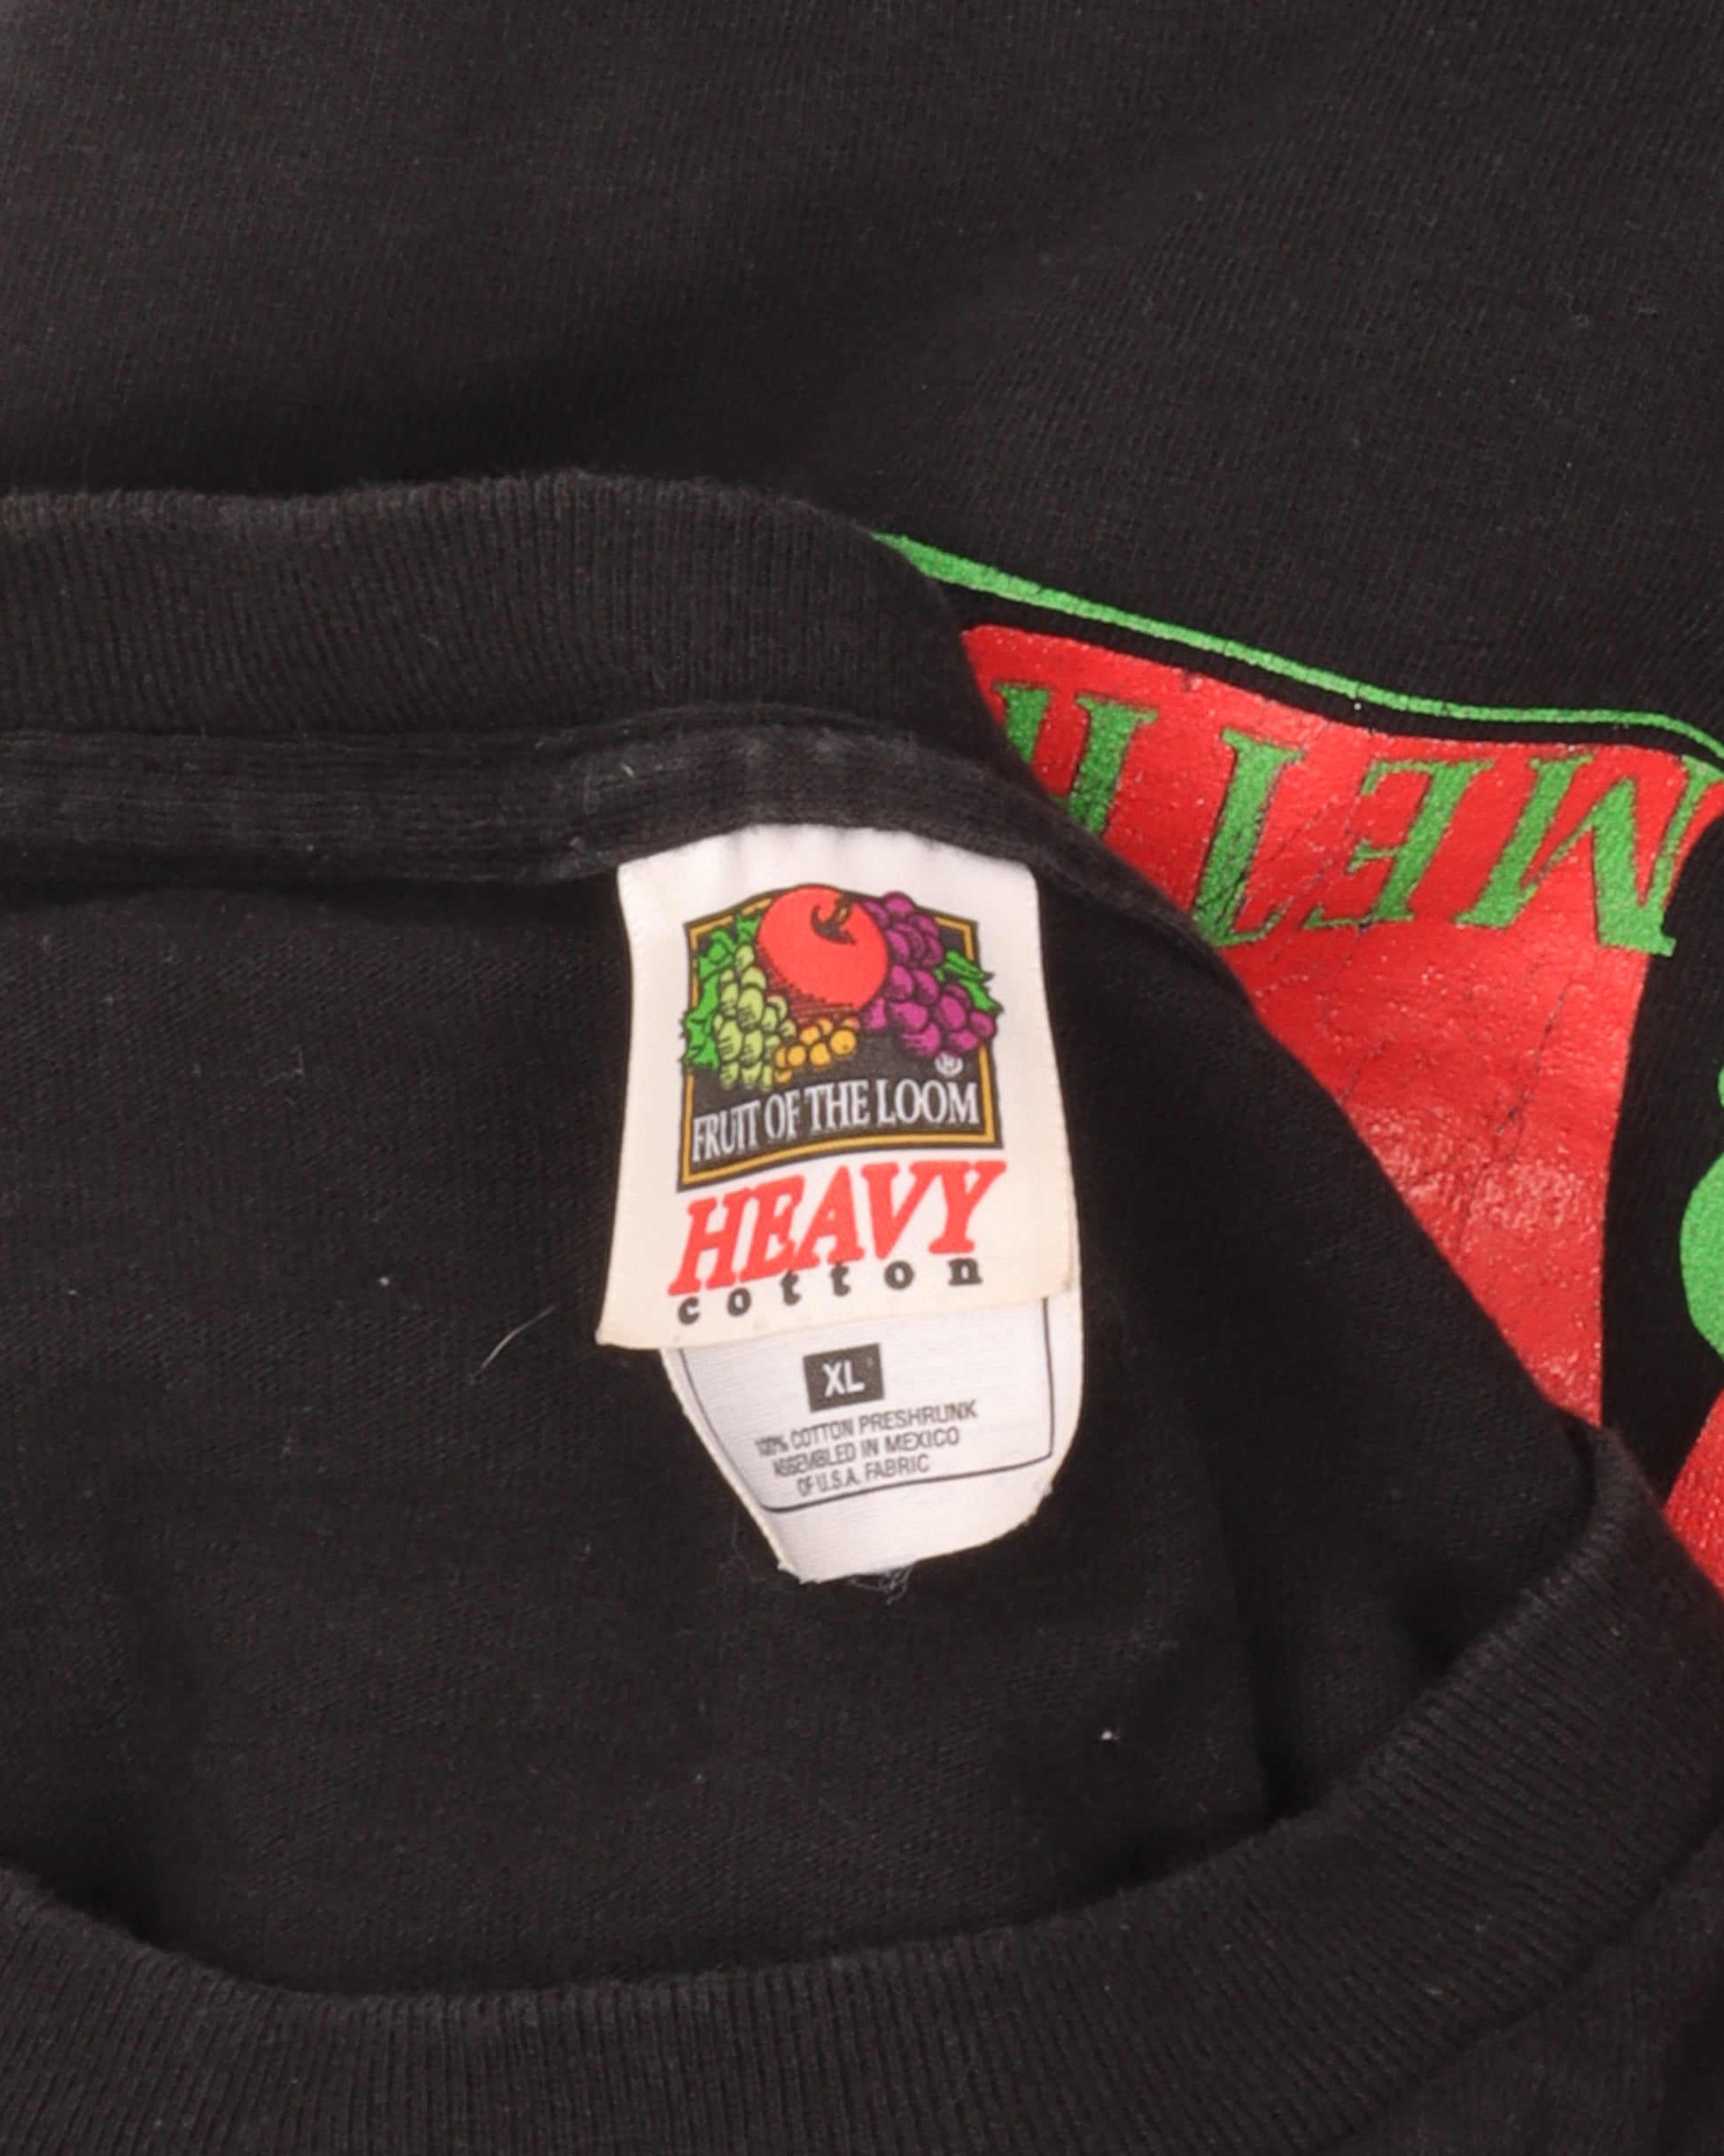 FRUIT OF THE LOOM
®
HEAVY
cotton
XL
100% COTTON PRESHRUNK
ASSEMBLED IN MEXICO
OF U.S.A. FABRIC